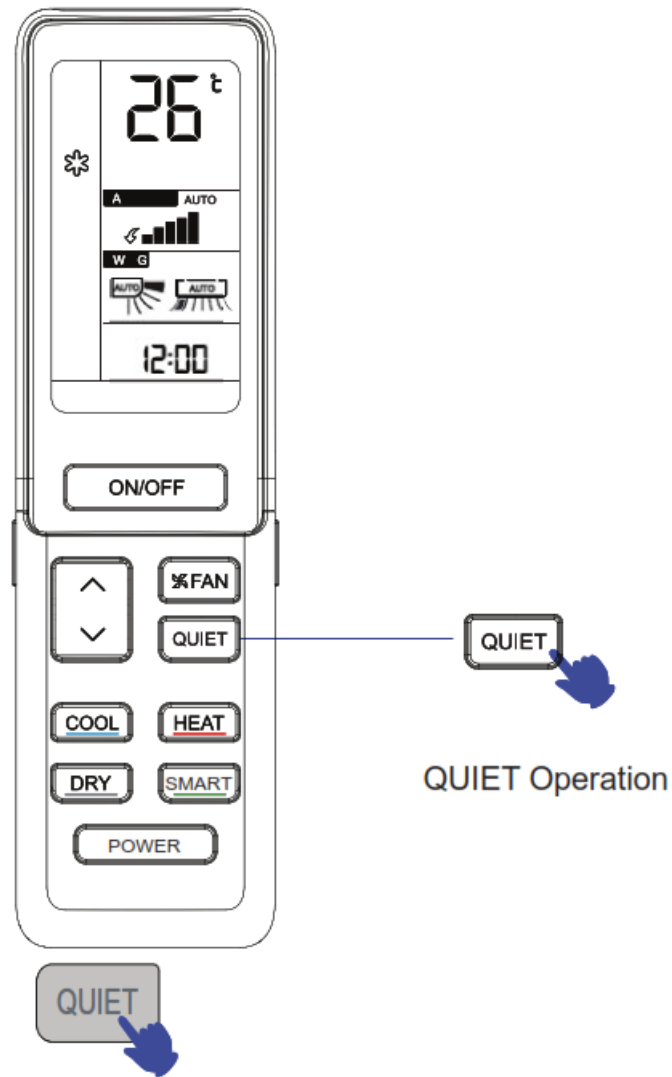 26 ℃
A AUTO
W G
AUTO AUTO
12:00
ON/OFF
FAN
QUIET
QUIET
COOL HEAT
QUIET Operation
DRY SMART
POWER
QUIET